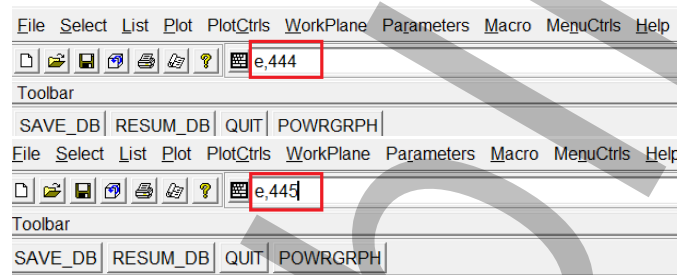 File Select List Plot PlotCtrls WorkPlane Parameters Macro MenuCtrls Help
e,444
Toolbar
SAVE_DB RESUM_DB QUIT POWRGRPH
File Select List Plot PlotCtrls WorkPlane Parameters Macro MenuCtrls Help
e,445
Toolbar
SAVE_DB RESUM_DB QUIT POWRGRPH